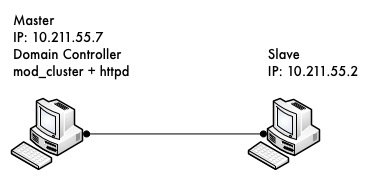 Master
IP: 10.211.55.7
Domain Controller
mod_cluster + httpd
Slave
IP: 10.211.55.2